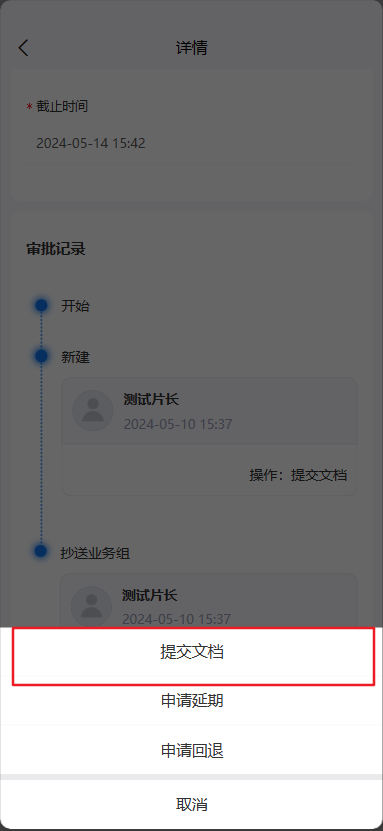 详情
* 截止时间
2024-05-14 15:42
审批记录
开始
新建
测试片长
2024-05-10 15:37
操作：提交文档
抄送业务组
测试片长
2024-05-10 15:37
提交文档
申请延期
申请回退
取消